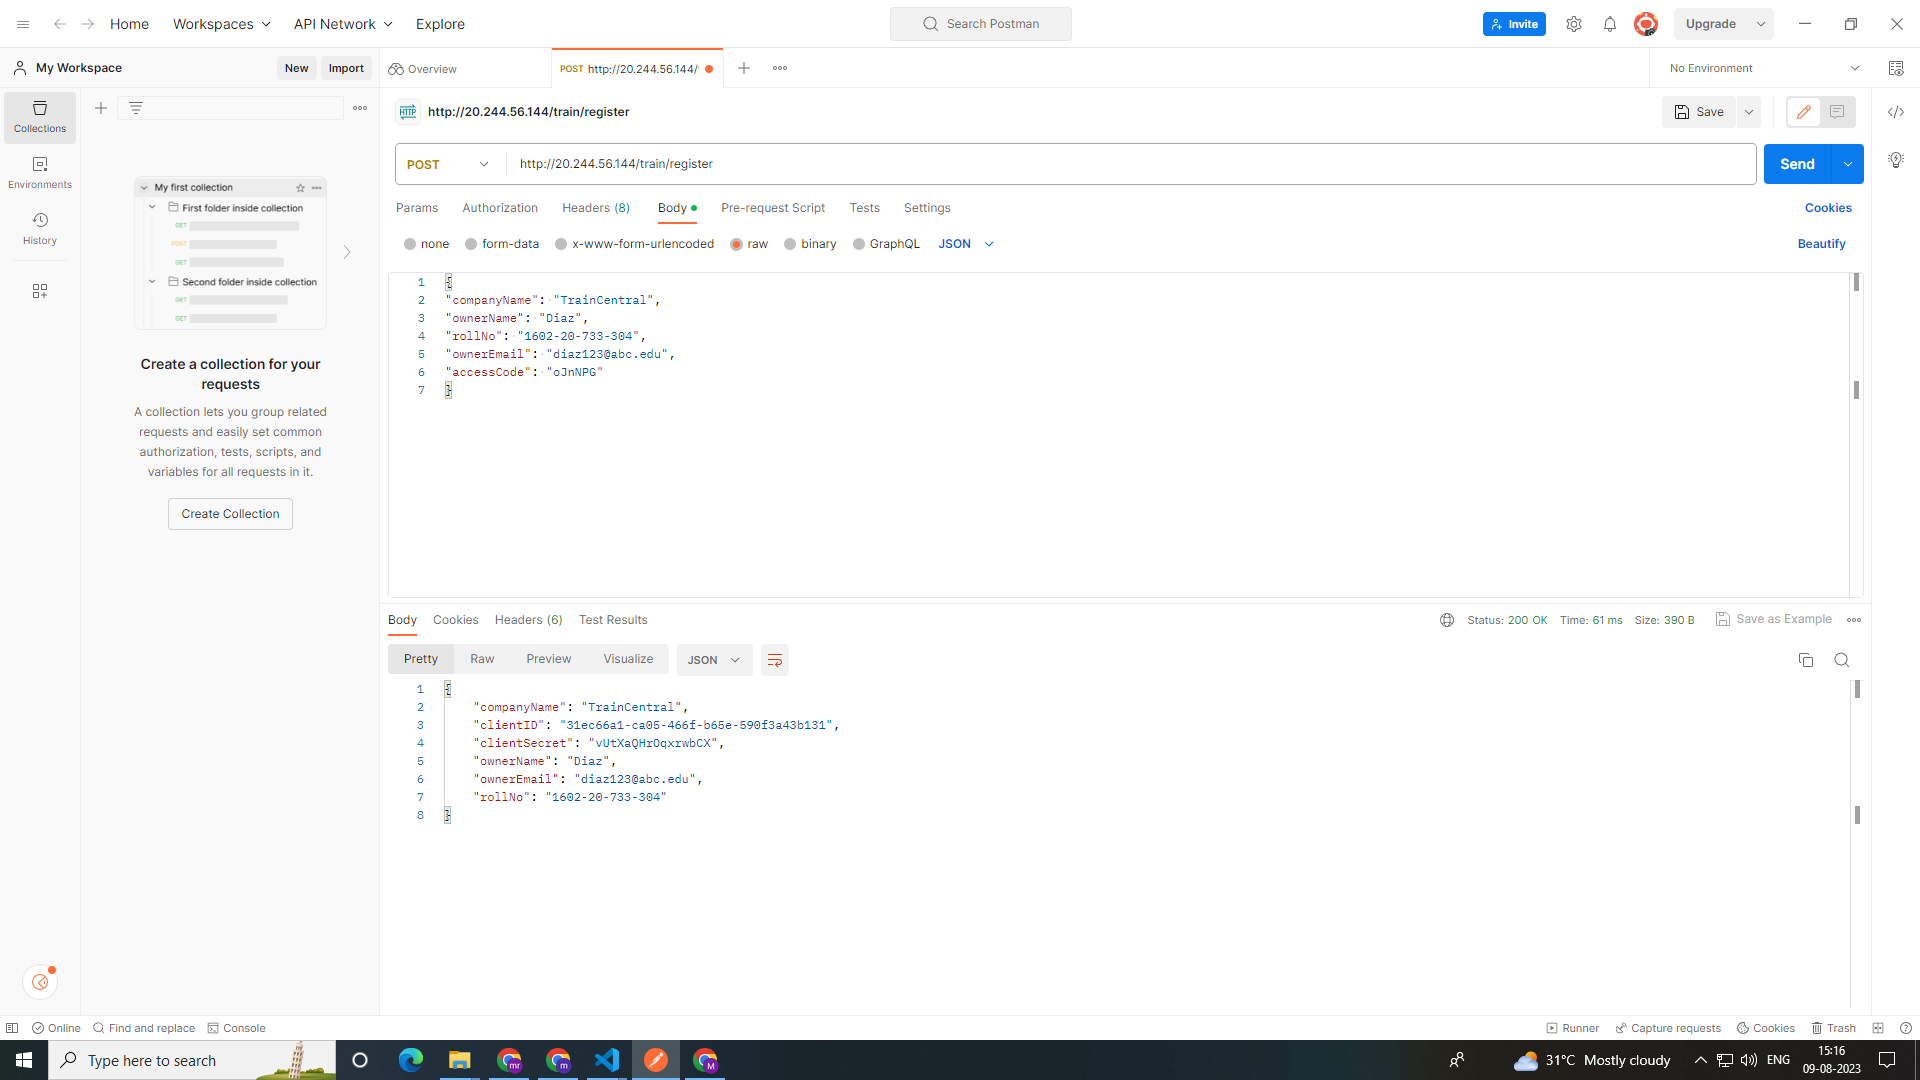 Home Workspaces API Network Explore Search Postman Invite Upgrade
My Workspace New Import Overview POST http://20.244.56.144/ No Environment
Collections
Environments
History
My first collection
First folder inside collection
GET
POST
GET
Second folder inside collection
GET
GET
Create a collection for your
requests
A collection lets you group related
requests and easily set common
authorization, tests, scripts, and
variables for all requests in it.
Create Collection
HTTP http://20.244.56.144/train/register Save
POST http://20.244.56.144/train/register Send
Params Authorization Headers (8) Body Pre-request Script Tests Settings Cookies
none form-data x-www-form-urlencoded raw binary GraphQL JSON Beautify
1 {
2 "companyName": "TrainCentral",
3 "ownerName": "Diaz",
4 "rollNo": "1602-20-733-304",
5 "ownerEmail": "diaz123@abc.edu",
6 "accessCode": "oJnNPG"
7 }
Body Cookies Headers (6) Test Results Status: 200 OK Time: 61 ms Size: 390 B Save as Example
Pretty Raw Preview Visualize JSON
1 {
2 "companyName": "TrainCentral",
3 "clientID": "31ec66a1-ca05-466f-b65e-590f3a43b131",
4 "clientSecret": "vUtXaQHrOqxrwbCX",
5 "ownerName": "Diaz",
6 "ownerEmail": "diaz123@abc.edu",
7 "rollNo": "1602-20-733-304"
8 }
Online Find and replace Console Runner Capture requests Cookies Trash
Type here to search mr m M 31°C Mostly cloudy ENG 15:16
09-08-2023